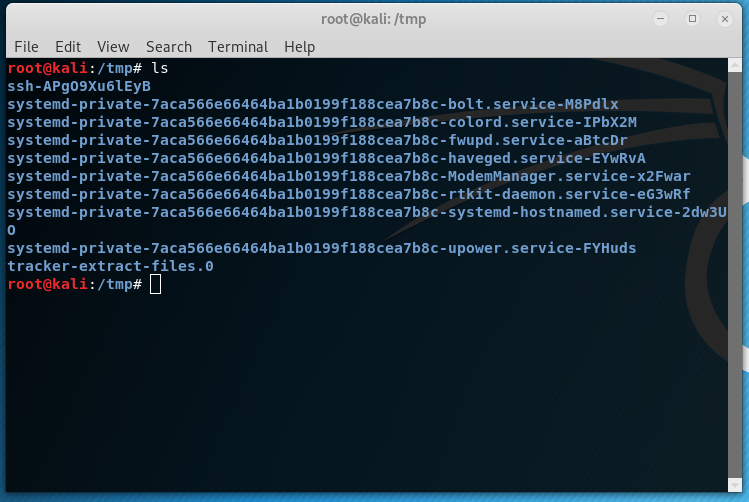 root@kali: /tmp
File Edit View Search Terminal Help
root@kali:/tmp# ls
ssh-APgO9Xu6lEyB
systemd-private-7aca566e66464ba1b0199f188cea7b8c-bolt.service-M8Pdlx
systemd-private-7aca566e66464ba1b0199f188cea7b8c-colord.service-IPbX2M
systemd-private-7aca566e66464ba1b0199f188cea7b8c-fwupd.service-aBtcDr
systemd-private-7aca566e66464ba1b0199f188cea7b8c-haveged.service-EYwRvA
systemd-private-7aca566e66464ba1b0199f188cea7b8c-ModemManager.service-x2Fwar
systemd-private-7aca566e66464ba1b0199f188cea7b8c-rtkit-daemon.service-eG3wRf
systemd-private-7aca566e66464ba1b0199f188cea7b8c-systemd-hostnamed.service-2dw3U
O
systemd-private-7aca566e66464ba1b0199f188cea7b8c-upower.service-FYHuds
tracker-extract-files.0
root@kali:/tmp#